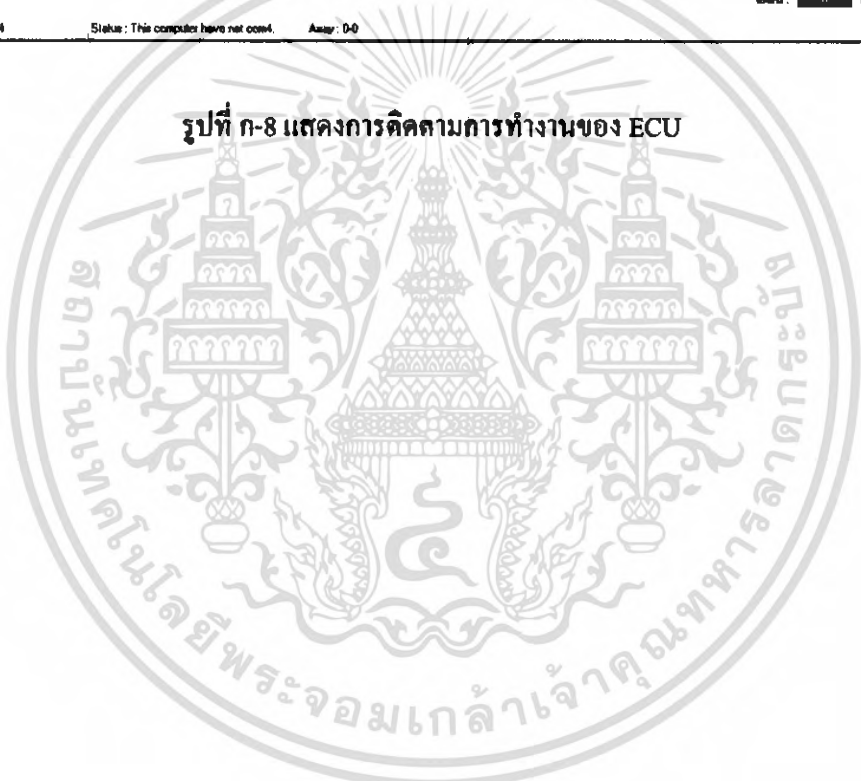 4 Status : This computer have not com4. Array : 0-0
รูปที่ ก-8 แสดงการติดตามการทำงานของ ECU
สถาบันเทคโนโลยีพระจอมเกล้าเจ้าคุณทหารลาดกระบัง
๔